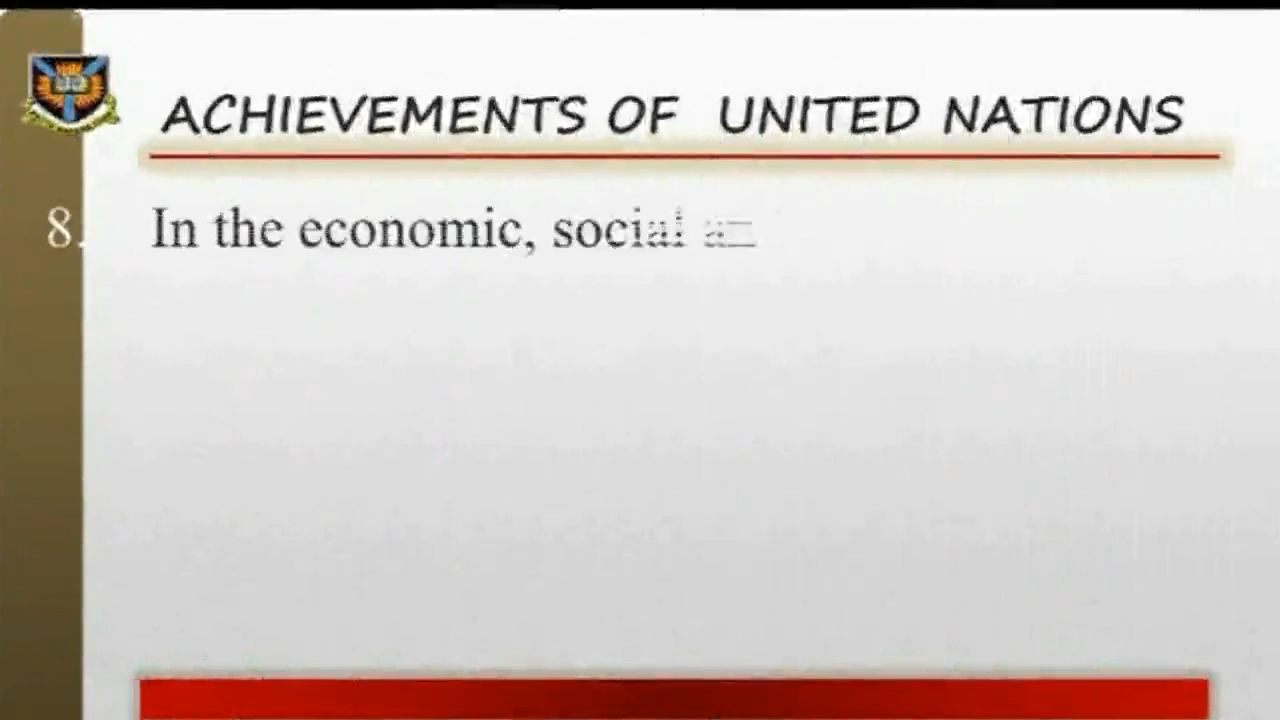 ACHIEVEMENTS OF UNITED NATIONS
8. In the economic, social